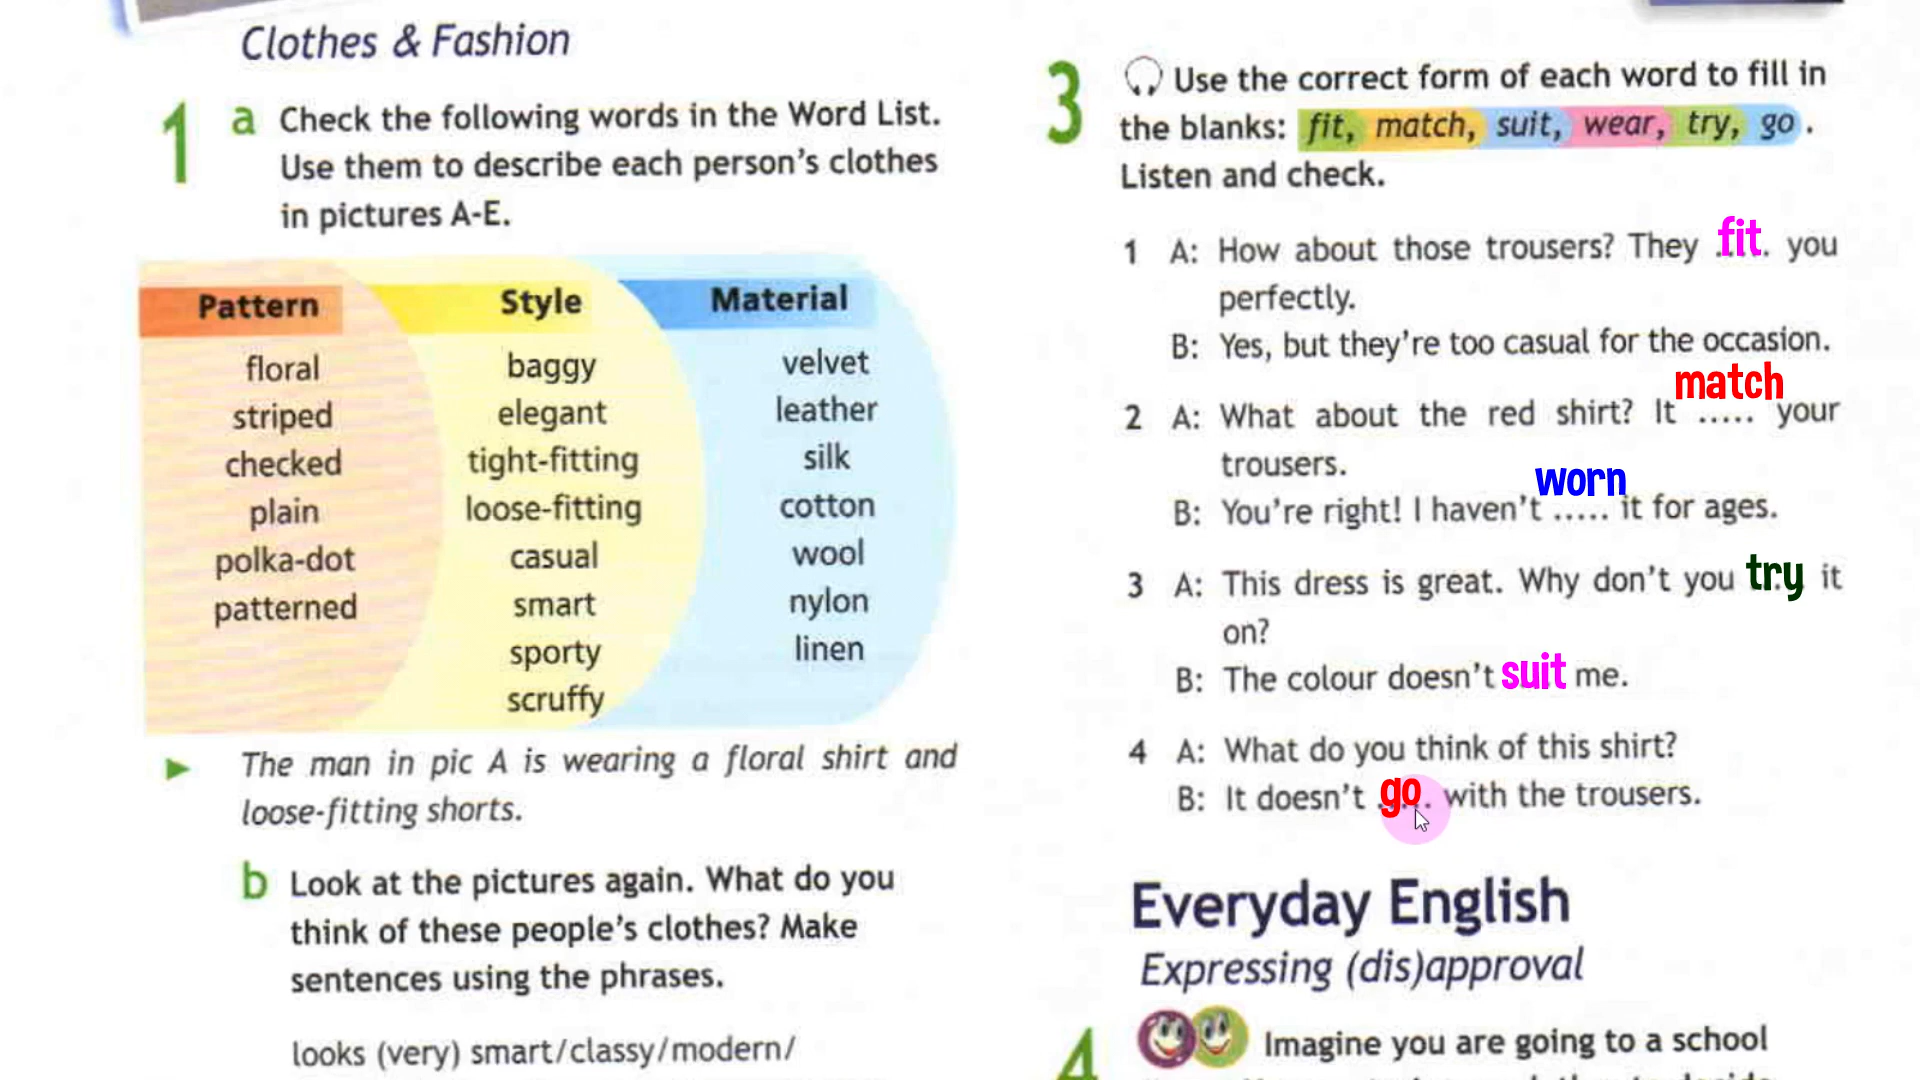 Clothes & Fashion
1 a Check the following words in the Word List.
Use them to describe each person's clothes
in pictures A-E.
Pattern Style Material
floral baggy velvet
striped elegant leather
checked tight-fitting silk
plain loose-fitting cotton
polka-dot casual wool
patterned smart nylon
sporty linen
scruffy
The man in pic A is wearing a floral shirt and
loose-fitting shorts.
b Look at the pictures again. What do you
think of these people's clothes? Make
sentences using the phrases.
looks (very) smart/classy/modern/
3 Use the correct form of each word to fill in
the blanks: fit, match, suit, wear, try, go.
Listen and check.
1 A: How about those trousers? They fit you
perfectly.
B: Yes, but they're too casual for the occasion.
match
2 A: What about the red shirt? It ..... your
trousers.
worn
B: You're right! I haven't ..... it for ages.
3 A: This dress is great. Why don't you try it
on?
B: The colour doesn't suit me.
4 A: What do you think of this shirt?
B: It doesn't go with the trousers.
Everyday English
Expressing (dis)approval
4 Imagine you are going to a school